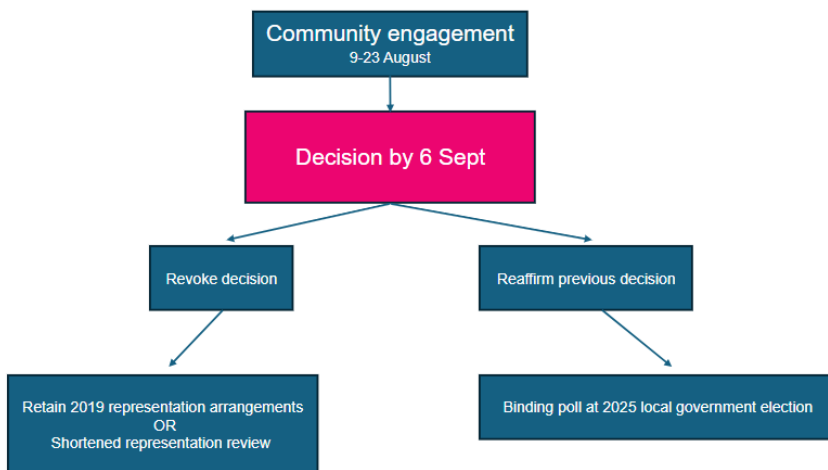 Community engagement
9-23 August
Decision by 6 Sept
Revoke decision
Reaffirm previous decision
Retain 2019 representation arrangements
OR
Shortened representation review
Binding poll at 2025 local government election